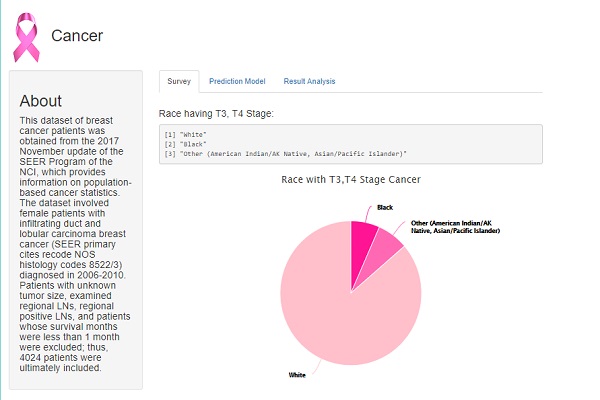 Cancer
About
This dataset of breast
cancer patients was
obtained from the 2017
November update of the
SEER Program of the
NCI, which provides
information on population-
based cancer statistics.
The dataset involved
female patients with
infiltrating duct and
lobular carcinoma breast
cancer (SEER primary
cites recode NOS
histology codes 8522/3)
diagnosed in 2006-2010.
Patients with unknown
tumor size, examined
regional LNs, regional
positive LNs, and patients
whose survival months
were less than 1 month
were excluded; thus,
4024 patients were
ultimately included.
Survey
Prediction Model
Result Analysis
Race having T3, T4 Stage:
[1] "White"
[2] "Black"
[3] "Other (American Indian/AK Native, Asian/Pacific Islander)"
Race with T3,T4 Stage Cancer
Black
Other (American Indian/AK
Native, Asian/Pacific Islander)
White